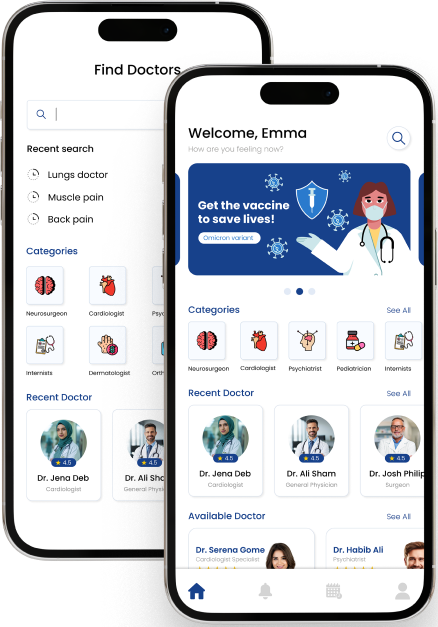 Find Doctors
Recent search
Lungs doctor
Muscle pain
Back pain
Categories
Neurosurgeon
Cardiologist
Internists
Dermatologist
Recent Doctor
4.5
4.5
Dr. Jena Deb
Dr. Ali Sha
Cardiologist
General Physi
Welcome, Emma
How are you feeling now?
Get the vaccine
to save lives!
Omicron variant
Categories
See All
Neurosurgeon
Cardiologist
Psychiatrist
Pediatrician
Internists
Recent Doctor
See All
4.5
4.5
4.5
Dr. Jena Deb
Dr. Ali Sham
Dr. Josh Philip
Cardiologist
General Physician
Surgeon
Available Doctor
See All
Dr. Serena Gome
Dr. Habib Ali
Cardiologist Specialist
Psychiatrist